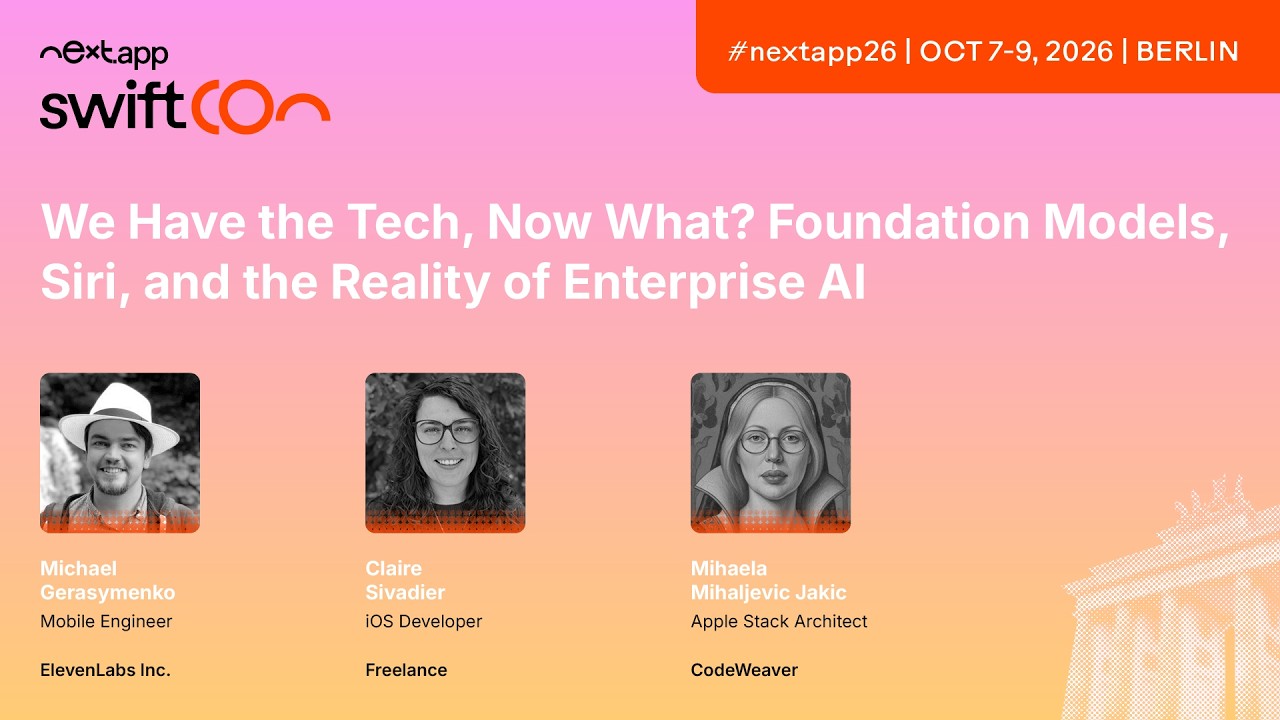 next.app
swiftCon
#nextapp26 | OCT 7-9, 2026 | BERLIN
We Have the Tech, Now What? Foundation Models,
Siri, and the Reality of Enterprise AI
Michael
Gerasymenko
Mobile Engineer
ElevenLabs Inc.
Claire
Sivadier
iOS Developer
Freelance
Mihaela
Mihaljevic Jakic
Apple Stack Architect
CodeWeaver